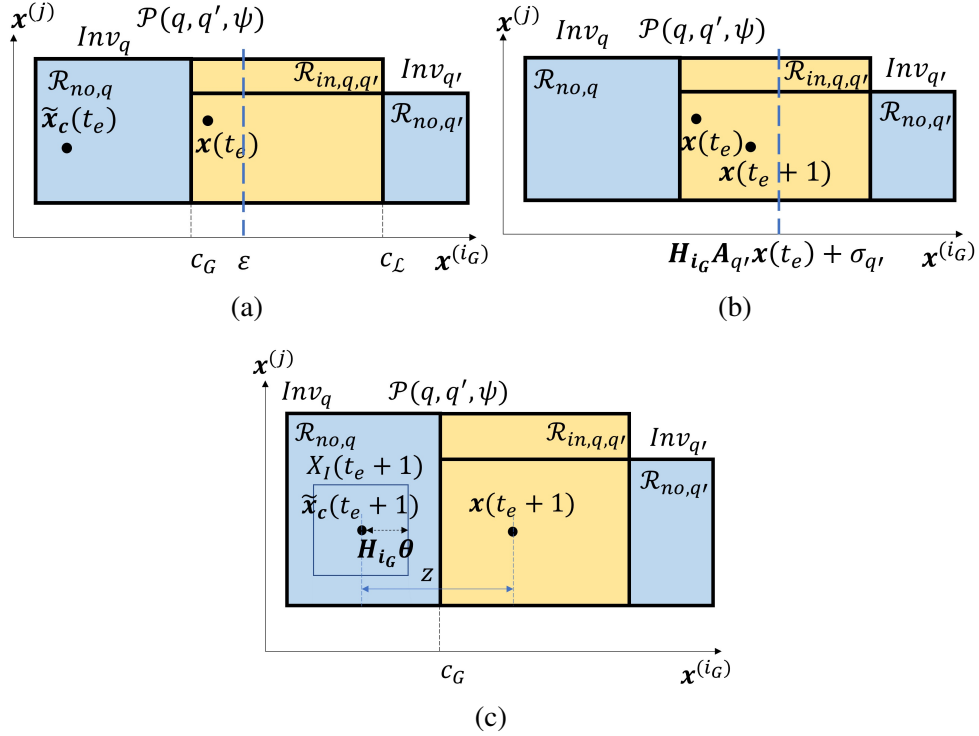 𝒙⁽ʲ⁾
𝒫(q, q′, ψ)
Inv_q
ℛ_{no,q}
ℛ_{in,q,q′}
Inv_{q′}
ℛ_{no,q′}
x̃_c(t_e)
x(t_e)
c_G ε c_ℒ x^{(i_G)}
(a)
𝒙⁽ʲ⁾
Inv_q 𝒫(q, q′, ψ)
ℛ_{no,q}
ℛ_{in,q,q′}
Inv_{q′}
ℛ_{no,q′}
x(t_e)
x(t_e + 1)
H_{i_G}A_{q′}x(t_e) + σ_{q′} x^{(i_G)}
(b)
𝒙⁽ʲ⁾
Inv_q 𝒫(q, q′, ψ)
ℛ_{no,q}
ℛ_{in,q,q′}
Inv_{q′}
ℛ_{no,q′}
X_I(t_e + 1)
x̃_c(t_e + 1) x(t_e + 1)
H_{i_G}θ
z
c_G x^{(i_G)}
(c)